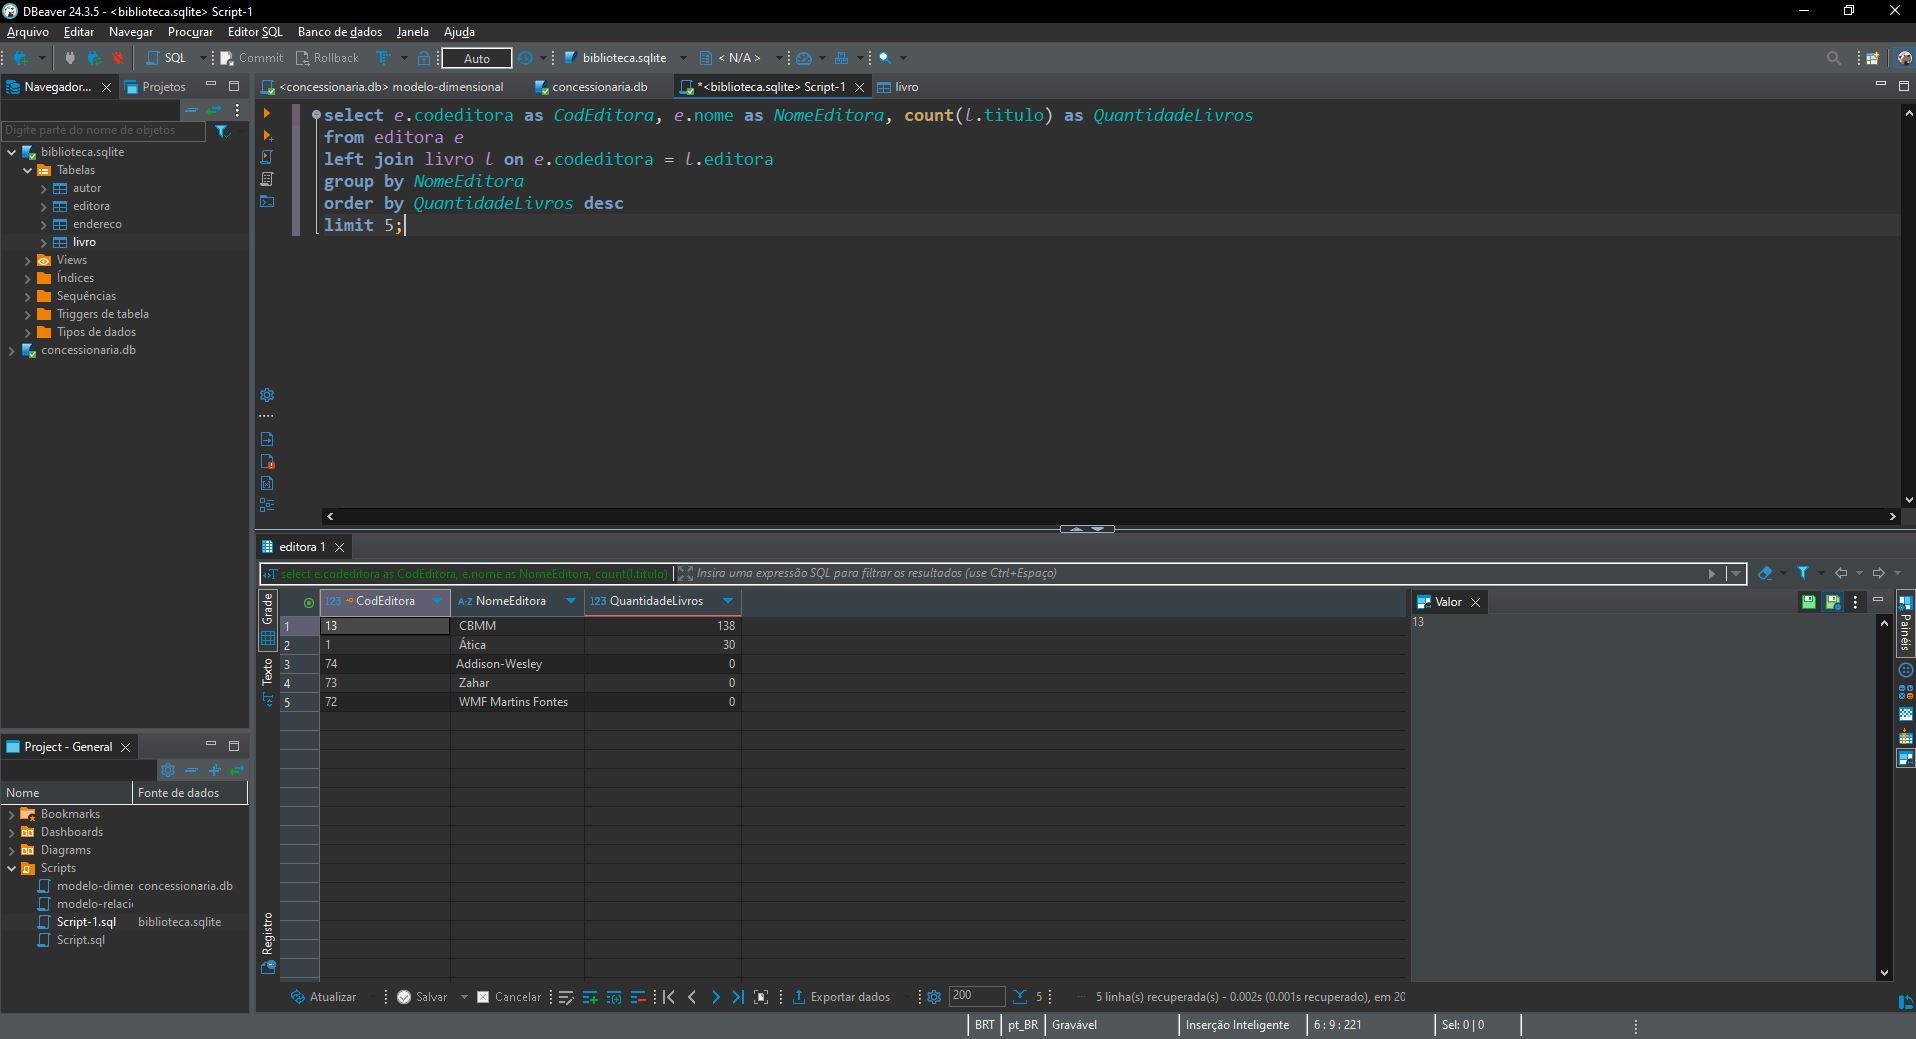 DBeaver 24.3.5 - <biblioteca.sqlite> Script-1
Arquivo Editar Navegar Procurar Editor SQL Banco de dados Janela Ajuda
SQL Commit Rollback Auto biblioteca.sqlite < N/A >
Navegador... Projetos
<concessionaria.db> modelo-dimensional concessionaria.db *<biblioteca.sqlite> Script-1 livro
Digite parte do nome de objetos
biblioteca.sqlite
Tabelas
autor
editora
endereco
livro
Views
Índices
Sequências
Triggers de tabela
Tipos de dados
concessionaria.db
select e.codeditora as CodEditora, e.nome as NomeEditora, count(l.titulo) as QuantidadeLivros
from editora e
left join livro l on e.codeditora = l.editora
group by NomeEditora
order by QuantidadeLivros desc
limit 5;
editora 1
select e.codeditora as CodEditora, e.nome as NomeEditora, count(l.titulo) Insira uma expressão SQL para filtrar os resultados (use Ctrl+Espaço)
Grade
Texto
Registro
123 CodEditora A-Z NomeEditora 123 QuantidadeLivros
1 13 CBMM 138
2 1 Ática 30
3 74 Addison-Wesley 0
4 73 Zahar 0
5 72 WMF Martins Fontes 0
Valor
13
Painéis
Project - General
Nome Fonte de dados
Bookmarks
Dashboards
Diagrams
Scripts
modelo-dimer concessionaria.db
modelo-relaci
Script-1.sql biblioteca.sqlite
Script.sql
Atualizar Salvar Cancelar Exportar dados 200 5 5 linha(s) recuperada(s) - 0.002s (0.001s recuperado), em 20
BRT pt_BR Gravável Inserção Inteligente 6 : 9 : 221 Sel: 0 | 0